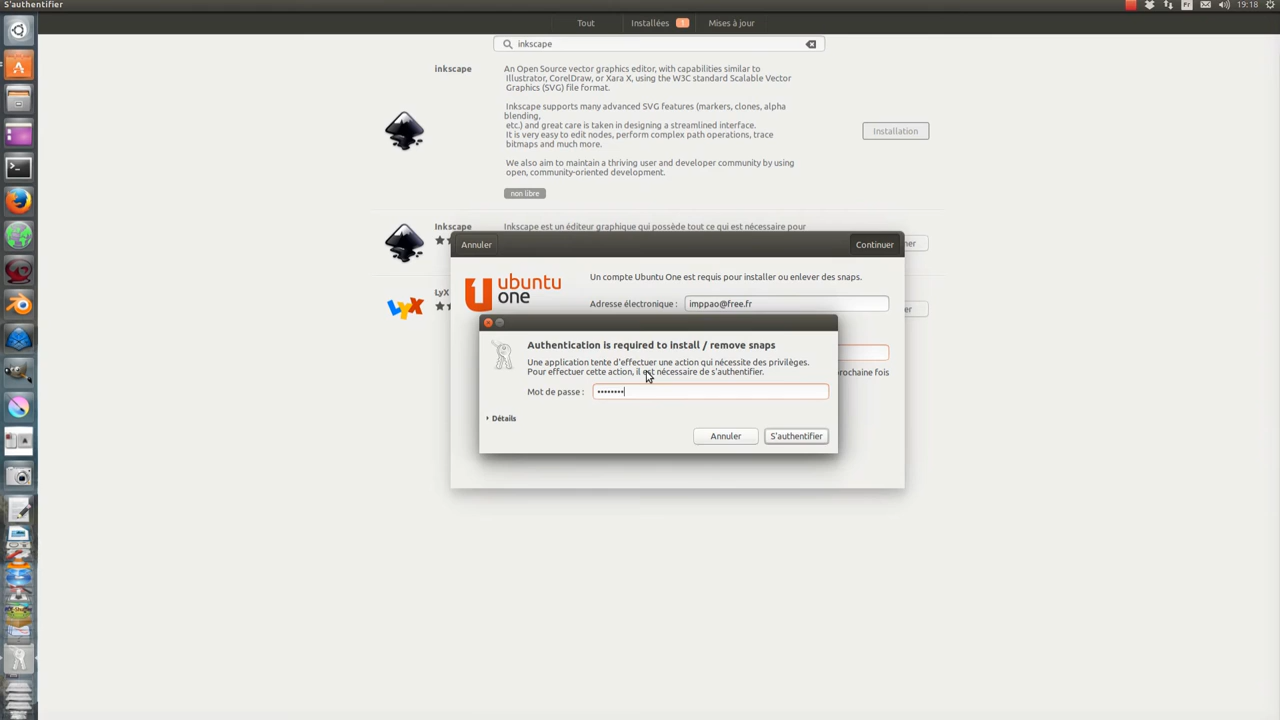 S'authentifier
Fr
19:18
Tout
Installées
1
Mises à jour
inkscape
inkscape
An Open Source vector graphics editor, with capabilities similar to
Illustrator, CorelDraw, or Xara X, using the W3C standard Scalable Vector
Graphics (SVG) file format.
Inkscape supports many advanced SVG features (markers, clones, alpha
blending,
etc.) and great care is taken in designing a streamlined interface.
It is very easy to edit nodes, perform complex path operations, trace
bitmaps and much more.
We also aim to maintain a thriving user and developer community by using
open, community-oriented development.
non libre
Installation
Inkscape
Inkscape est un éditeur graphique qui possède tout ce qui est nécessaire pour
LyX
Annuler
Continuer
ubuntu
one
Un compte Ubuntu One est requis pour installer ou enlever des snaps.
Adresse électronique :
imppao@free.fr
prochaine fois
Authentication is required to install / remove snaps
Une application tente d'effectuer une action qui nécessite des privilèges.
Pour effectuer cette action, il est nécessaire de s'authentifier.
Mot de passe :
••••••••
Détails
Annuler
S'authentifier